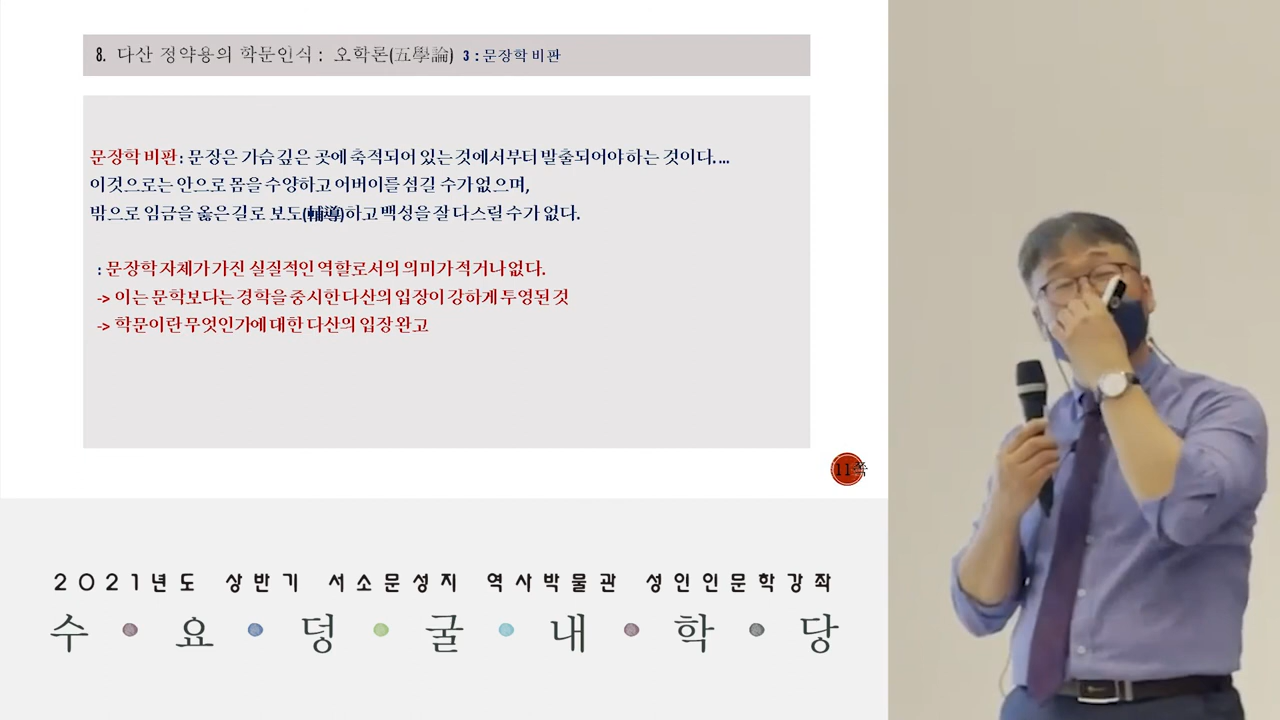 8. 다산 정약용의 학문인식 : 오학론(五學論) 3 : 문장학 비판
문장학 비판 : 문장은 가슴 깊은 곳에 축적되어 있는 것에서부터 발출되어야 하는 것이다. ...
이것으로는 안으로 몸을 수양하고 어버이를 섬길 수가 없으며,
밖으로 임금을 옳은 길로 보도(輔導)하고 백성을 잘 다스릴 수가 없다.
: 문장학 자체가 가진 실질적인 역할로서의 의미가 적거나 없다.
-> 이는 문학보다는 경학을 중시한 다산의 입장이 강하게 투영된 것
-> 학문이란 무엇인가에 대한 다산의 입장 완고
11쪽
2021년도 상반기 서소문성지 역사박물관 성인인문학강좌
수·요·덩·굴·내·학·당